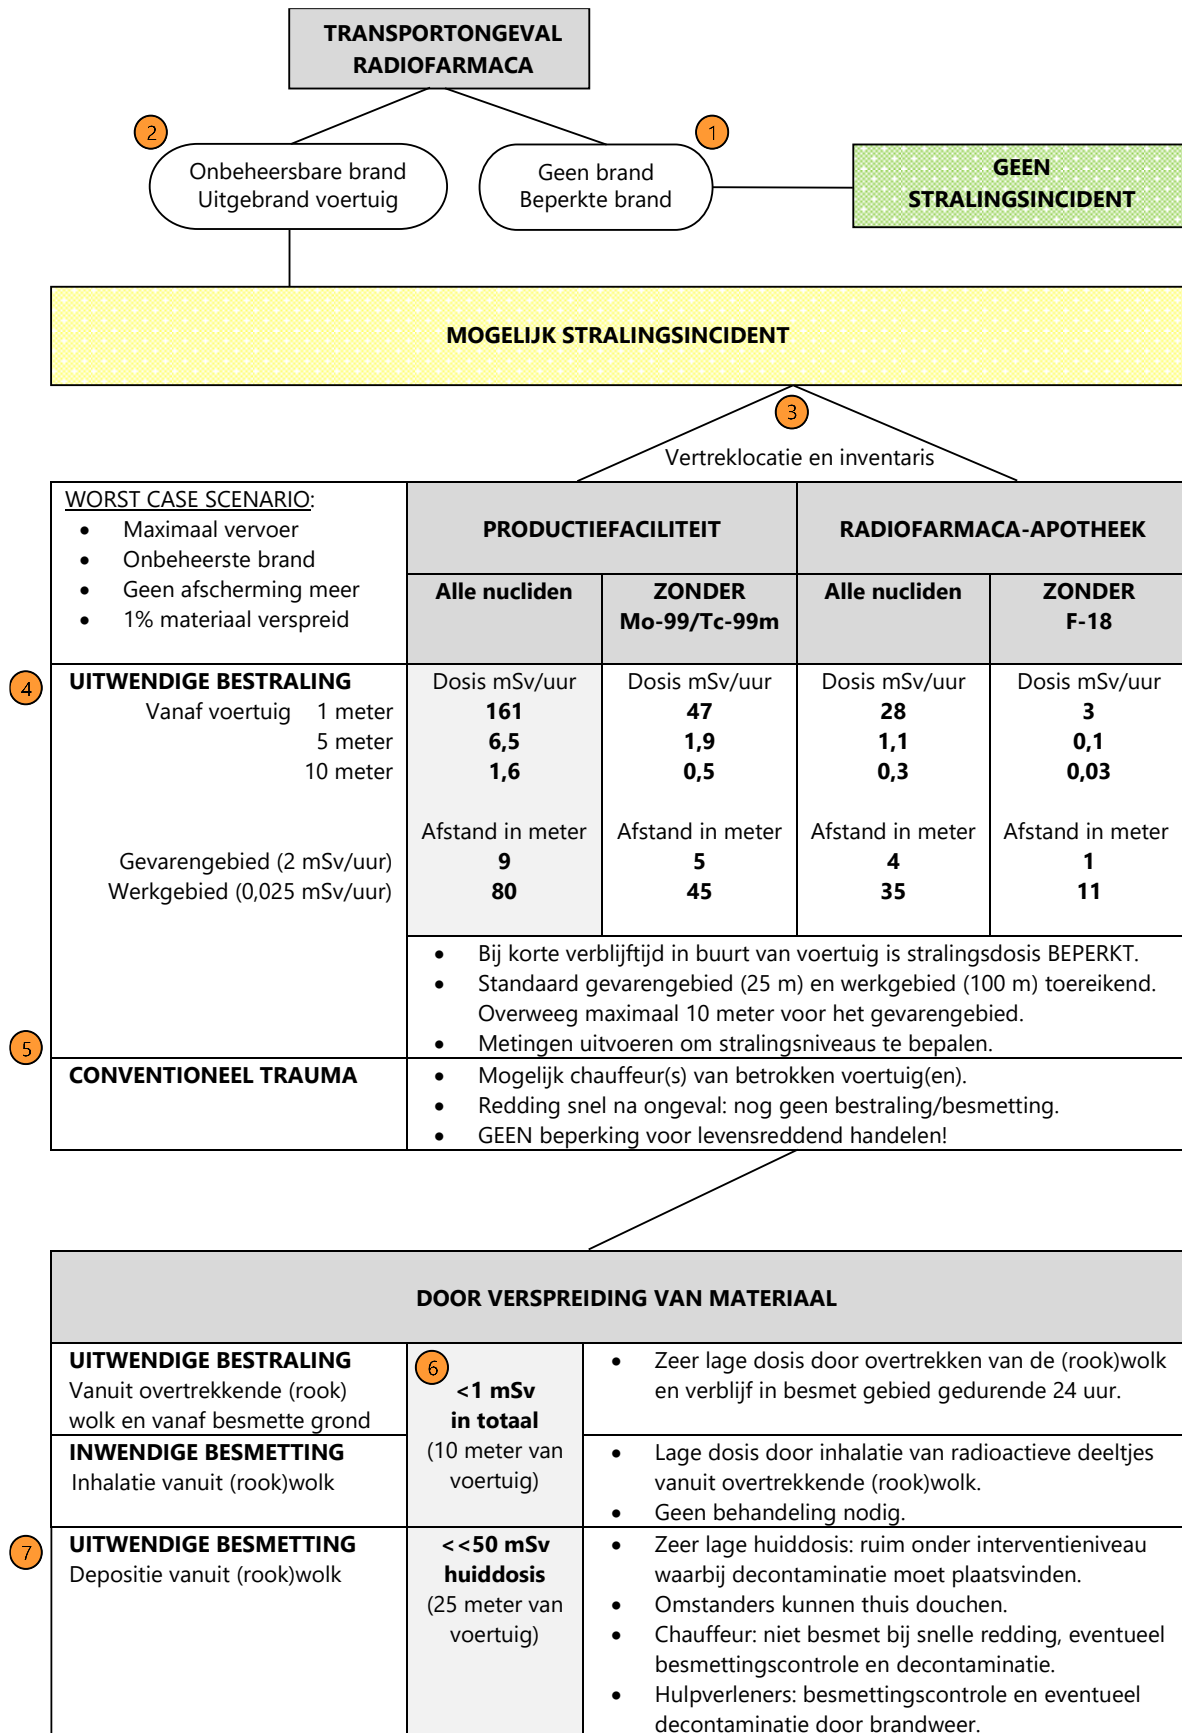 TRANSPORTONGEVAL
RADIOFARMACA
2
1
Onbeheersbare brand
Uitgebrand voertuig
Geen brand
Beperkte brand
GEEN
STRALINGSINCIDENT
MOGELIJK STRALINGSINCIDENT
3
Vertreklocatie en inventaris
WORST CASE SCENARIO:
• Maximaal vervoer
• Onbeheerste brand
• Geen afscherming meer
• 1% materiaal verspreid
PRODUCTIEFACILITEIT
RADIOFARMACA-APOTHEEK
Alle nucliden
ZONDER
Mo-99/Tc-99m
Alle nucliden
ZONDER
F-18
4
UITWENDIGE BESTRALING Dosis mSv/uur Dosis mSv/uur Dosis mSv/uur Dosis mSv/uur
Vanaf voertuig 1 meter 161 47 28 3
5 meter 6,5 1,9 1,1 0,1
10 meter 1,6 0,5 0,3 0,03
Afstand in meter Afstand in meter Afstand in meter Afstand in meter
Gevarengebied (2 mSv/uur) 9 5 4 1
Werkgebied (0,025 mSv/uur) 80 45 35 11
• Bij korte verblijftijd in buurt van voertuig is stralingsdosis BEPERKT.
• Standaard gevarengebied (25 m) en werkgebied (100 m) toereikend.
Overweeg maximaal 10 meter voor het gevarengebied.
• Metingen uitvoeren om stralingsniveaus te bepalen.
5
CONVENTIONEEL TRAUMA
• Mogelijk chauffeur(s) van betrokken voertuig(en).
• Redding snel na ongeval: nog geen bestraling/besmetting.
• GEEN beperking voor levensreddend handelen!
DOOR VERSPREIDING VAN MATERIAAL
UITWENDIGE BESTRALING
Vanuit overtrekkende (rook)
wolk en vanaf besmette grond
6
<1 mSv
in totaal
(10 meter van
voertuig)
• Zeer lage dosis door overtrekken van de (rook)wolk
en verblijf in besmet gebied gedurende 24 uur.
INWENDIGE BESMETTING
Inhalatie vanuit (rook)wolk
• Lage dosis door inhalatie van radioactieve deeltjes
vanuit overtrekkende (rook)wolk.
• Geen behandeling nodig.
7
UITWENDIGE BESMETTING
Depositie vanuit (rook)wolk
<<50 mSv
huiddosis
(25 meter van
voertuig)
• Zeer lage huiddosis: ruim onder interventieniveau
waarbij decontaminatie moet plaatsvinden.
• Omstanders kunnen thuis douchen.
• Chauffeur: niet besmet bij snelle redding, eventueel
besmettingscontrole en decontaminatie.
• Hulpverleners: besmettingscontrole en eventueel
decontaminatie door brandweer.